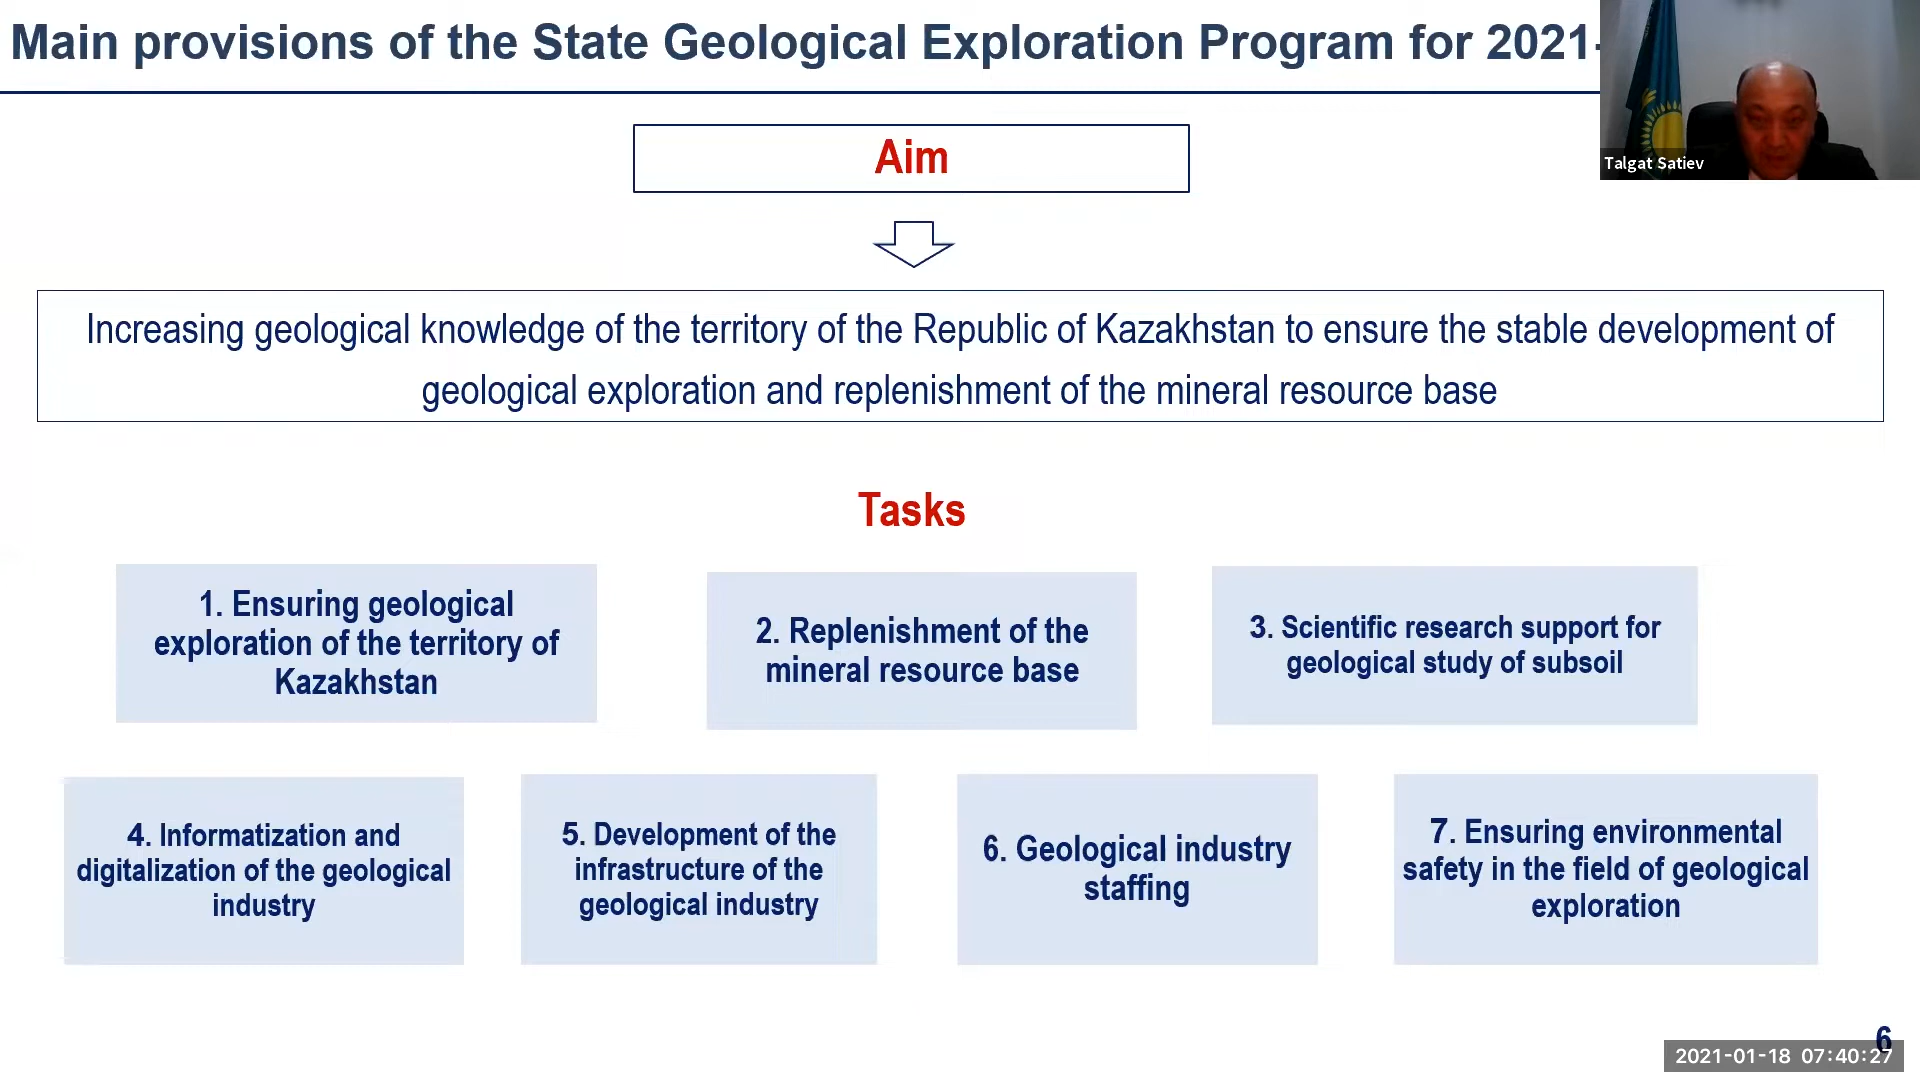 Main provisions of the State Geological Exploration Program for 2021-
Talgat Satiev
Aim
Increasing geological knowledge of the territory of the Republic of Kazakhstan to ensure the stable development of
geological exploration and replenishment of the mineral resource base
Tasks
1. Ensuring geological
exploration of the territory of
Kazakhstan
2. Replenishment of the
mineral resource base
3. Scientific research support for
geological study of subsoil
4. Informatization and
digitalization of the geological
industry
5. Development of the
infrastructure of the
geological industry
6. Geological industry
staffing
7. Ensuring environmental
safety in the field of geological
exploration
6
2021-01-18 07:40:27